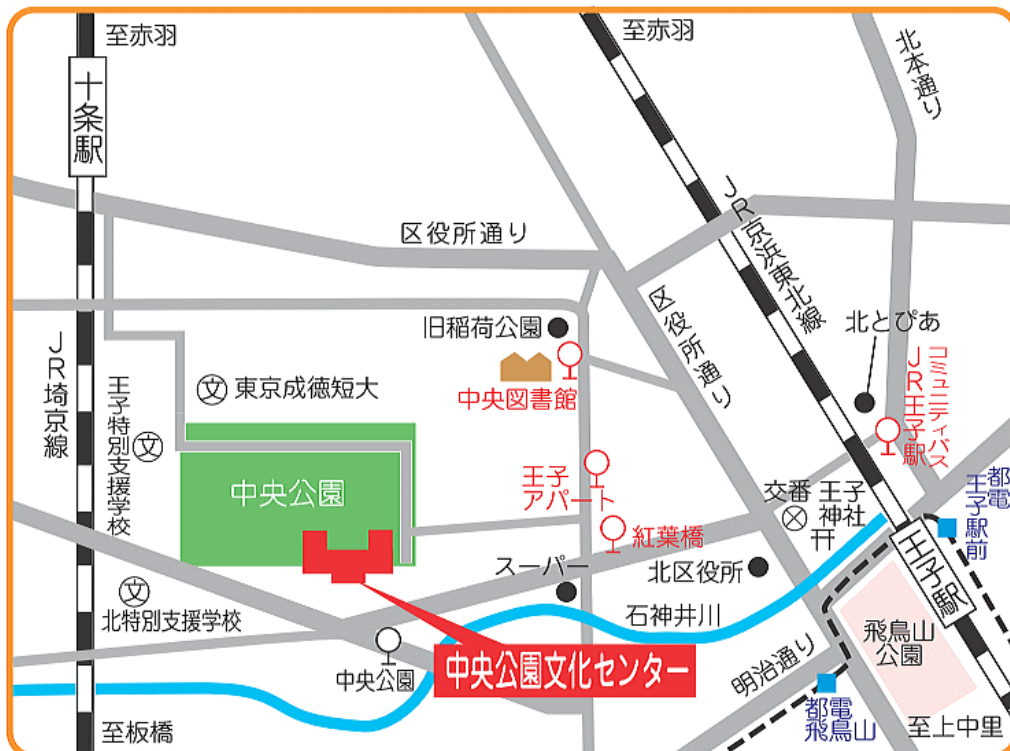 至赤羽
至赤羽
北本通り
十条駅
JR京浜東北線
区役所通り
区役所通り
旧稲荷公園
北とぴあ
中央図書館
コミュニティバス
JR王子駅
JR埼京線
王子特別支援学校
文
文
東京成徳短大
中央公園
王子
アパート
紅葉橋
交番
王子
神社
都電
王子駅前
王子駅
スーパー
北区役所
石神井川
文
北特別支援学校
中央公園
中央公園文化センター
明治通り
飛鳥山
公園
都電
飛鳥山
至上中里
至板橋